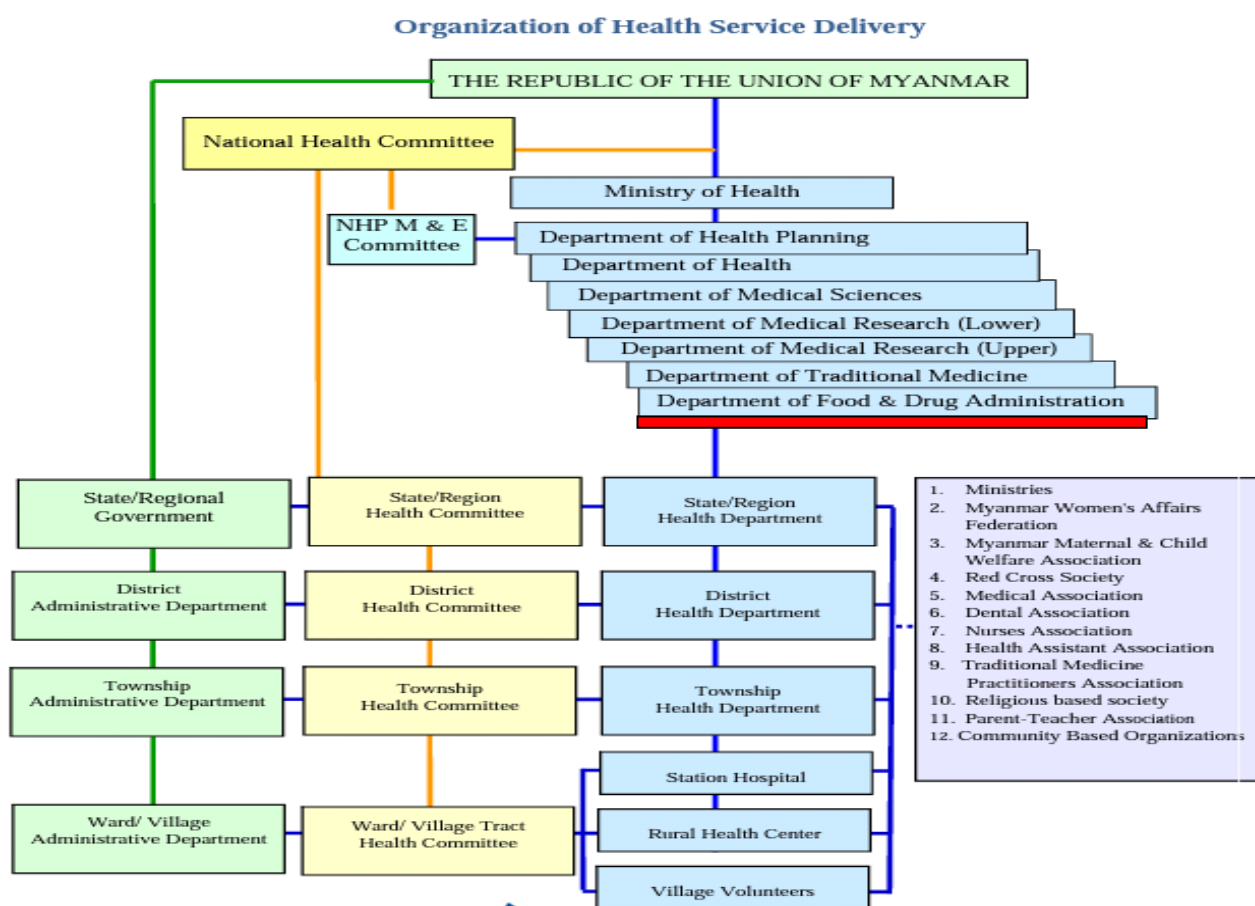 Organization of Health Service Delivery
THE REPUBLIC OF THE UNION OF MYANMAR
National Health Committee
Ministry of Health
NHP M & E
Committee
Department of Health Planning
Department of Health
Department of Medical Sciences
Department of Medical Research (Lower)
Department of Medical Research (Upper)
Department of Traditional Medicine
Department of Food & Drug Administration
State/Regional
Government
State/Region
Health Committee
State/Region
Health Department
District
Administrative Department
District
Health Committee
District
Health Department
Township
Administrative Department
Township
Health Committee
Township
Health Department
Station Hospital
Ward/ Village
Administrative Department
Ward/ Village Tract
Health Committee
Rural Health Center
Village Volunteers
1. Ministries
2. Myanmar Women's Affairs
Federation
3. Myanmar Maternal & Child
Welfare Association
4. Red Cross Society
5. Medical Association
6. Dental Association
7. Nurses Association
8. Health Assistant Association
9. Traditional Medicine
Practitioners Association
10. Religious based society
11. Parent-Teacher Association
12. Community Based Organizations